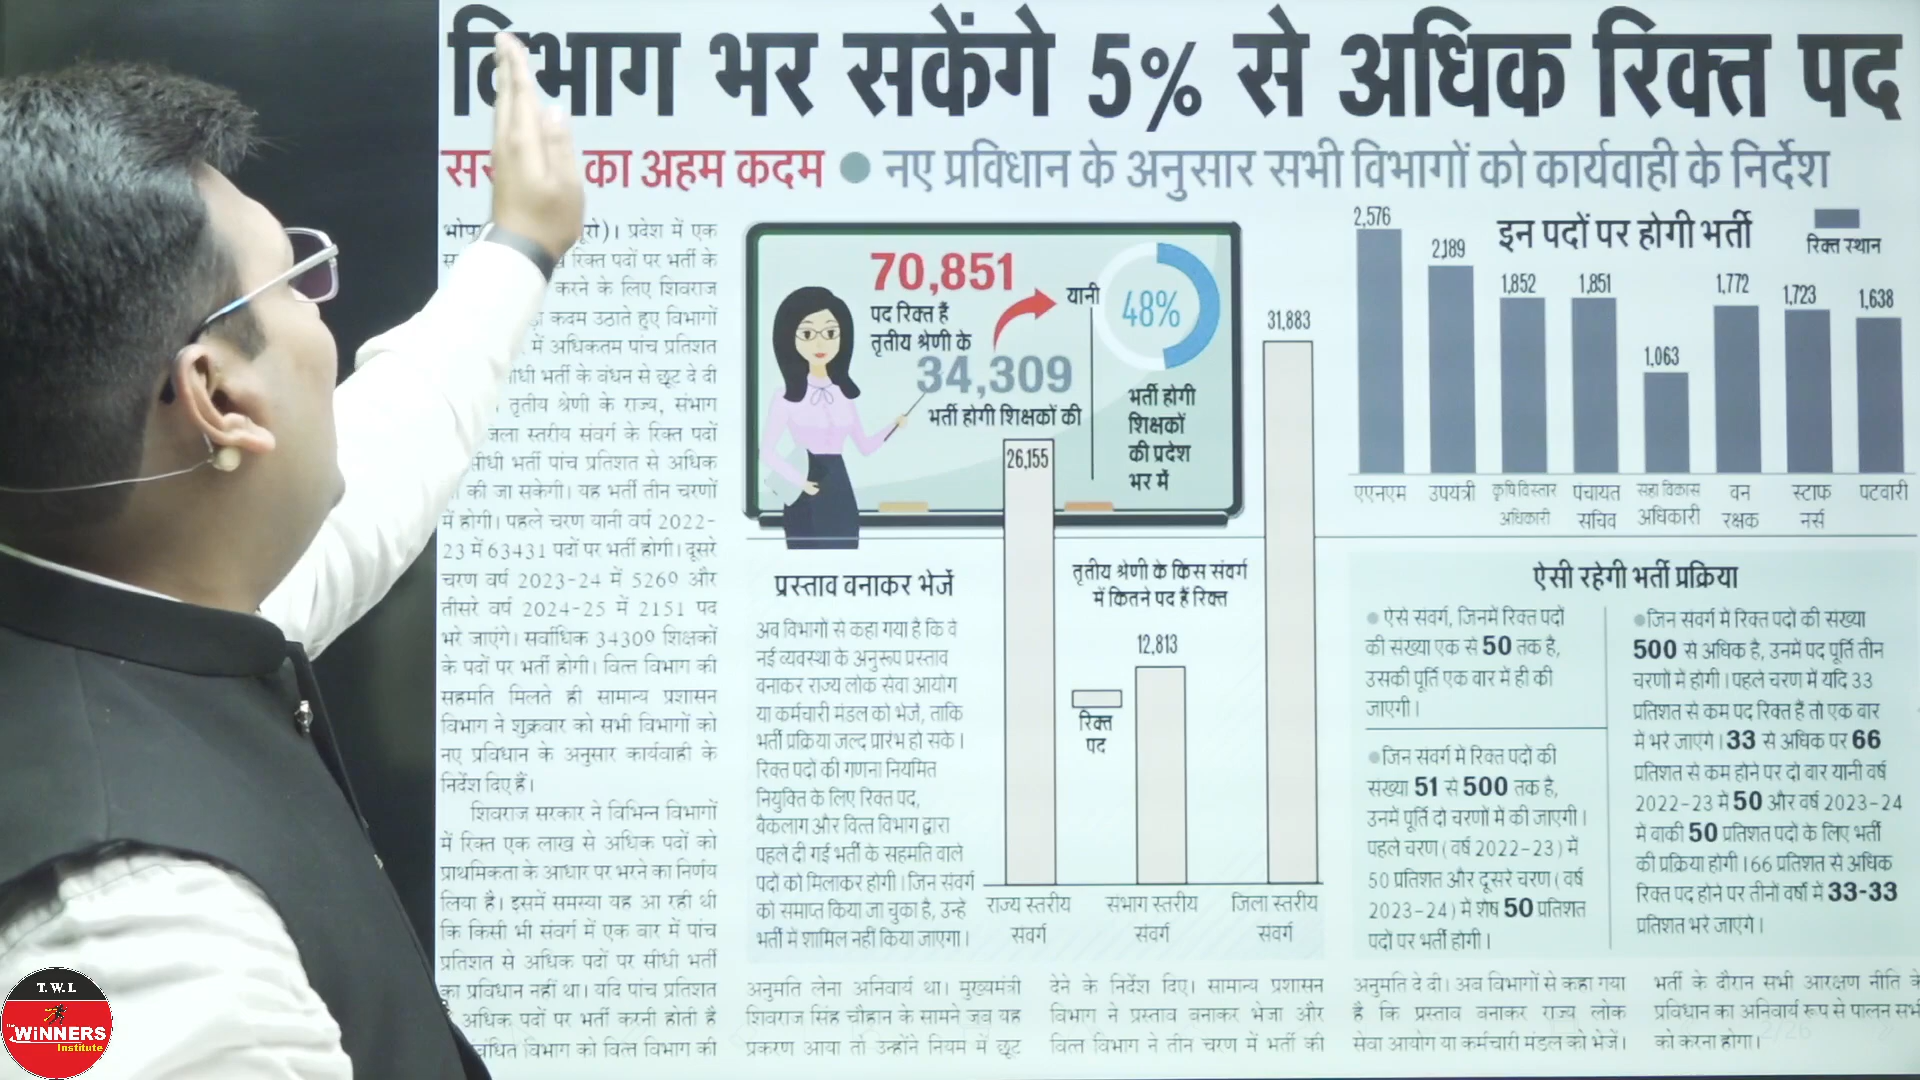 विभाग भर सकेंगे 5% से अधिक रिक्त पद
का अहम कदम ● नए प्रविधान के अनुसार सभी विभागों को कार्यवाही के निर्देश
प्रदेश में एक
रिक्त पदों पर भर्ती के
करने के लिए शिवराज
कदम उठाते हुए विभागों
में अधिकतम पांच प्रतिशत
भर्ती के बंधन से छूट दे दी
तृतीय श्रेणी के राज्य, संभाग
स्तरीय संवर्ग के रिक्त पदों
भर्ती पांच प्रतिशत से अधिक
की जा सकेगी। यह भर्ती तीन चरणों
में होगी। पहले चरण यानी वर्ष 2022-
23 में 63431 पदों पर भर्ती होगी। दूसरे
चरण वर्ष 2023-24 में 5260 और
तीसरे वर्ष 2024-25 में 2151 पद
भरे जाएंगे। सर्वाधिक 34309 शिक्षकों
के पदों पर भर्ती होगी। वित्त विभाग की
सहमति मिलते ही सामान्य प्रशासन
विभाग ने शुक्रवार को सभी विभागों को
नए प्रविधान के अनुसार कार्यवाही के
निर्देश दिए हैं।
शिवराज सरकार ने विभिन्न विभागों
में रिक्त एक लाख से अधिक पदों को
प्राथमिकता के आधार पर भरने का निर्णय
लिया है। इसमें समस्या यह आ रही थी
कि किसी भी संवर्ग में एक बार में पांच
प्रतिशत से अधिक पदों पर सीधी भर्ती
का प्रविधान नहीं था। यदि पांच प्रतिशत
अधिक पदों पर भर्ती करनी होती है
विभाग को वित्त विभाग की
70,851
पद रिक्त हैं
तृतीय श्रेणी के
34,309
भर्ती होगी शिक्षकों की
यानी
48%
भर्ती होगी
शिक्षकों
की प्रदेश
भर में
प्रस्ताव बनाकर भेजें
अब विभागों से कहा गया है कि वे
नई व्यवस्था के अनुरूप प्रस्ताव
बनाकर राज्य लोक सेवा आयोग
या कर्मचारी मंडल को भेजें, ताकि
भर्ती प्रक्रिया जल्द प्रारंभ हो सके।
रिक्त पदों की गणना नियमित
नियुक्ति के लिए रिक्त पद,
बैकलाग और वित्त विभाग द्वारा
पहले दी गई भर्ती के सहमति वाले
पदों को मिलाकर होगी। जिन संवर्ग
को समाप्त किया जा चुका है, उन्हें
भर्ती में शामिल नहीं किया जाएगा।
तृतीय श्रेणी के किस संवर्ग
में कितने पद हैं रिक्त
26,155
12,813
31,883
रिक्त
पद
राज्य स्तरीय
संवर्ग
संभाग स्तरीय
संवर्ग
जिला स्तरीय
संवर्ग
इन पदों पर होगी भर्ती
रिक्त स्थान
2,576
2,189
1,852
1,851
1,063
1,772
1,723
1,638
एएनएम
उपयंत्री
कृषि विस्तार
अधिकारी
पंचायत
सचिव
विकास
अधिकारी
वन
रक्षक
स्टाफ
नर्स
पटवारी
ऐसी रहेगी भर्ती प्रक्रिया
● ऐसे संवर्ग, जिनमें रिक्त पदों
की संख्या एक से 50 तक है,
उसकी पूर्ति एक बार में ही की
जाएगी।
● जिन संवर्ग में रिक्त पदों की
संख्या 51 से 500 तक है,
उनमें पूर्ति दो चरणों में की जाएगी।
पहले चरण (वर्ष 2022-23) में
50 प्रतिशत और दूसरे चरण (वर्ष
2023-24) में शेष 50 प्रतिशत
पदों पर भर्ती होगी।
● जिन संवर्ग में रिक्त पदों की संख्या
500 से अधिक है, उनमें पद पूर्ति तीन
चरणों में होगी। पहले चरण में यदि 33
प्रतिशत से कम पद रिक्त हैं तो एक बार
में भरे जाएंगे। 33 से अधिक पर 66
प्रतिशत से कम होने पर दो बार यानी वर्ष
2022-23 में 50 और वर्ष 2023-24
में बाकी 50 प्रतिशत पदों के लिए भर्ती
की प्रक्रिया होगी। 66 प्रतिशत से अधिक
रिक्त पद होने पर तीनों वर्षों में 33-33
प्रतिशत भरे जाएंगे।
अनुमति लेना अनिवार्य था। मुख्यमंत्री
शिवराज सिंह चौहान के सामने जब यह
प्रकरण आया तो उन्होंने नियम में छूट
देने के निर्देश दिए। सामान्य प्रशासन
विभाग ने प्रस्ताव बनाकर भेजा और
वित्त विभाग ने तीन चरण में भर्ती की
अनुमति दे दी। अब विभागों से कहा गया
है कि प्रस्ताव बनाकर राज्य लोक
सेवा आयोग या कर्मचारी मंडल को भेजें।
भर्ती के दौरान सभी आरक्षण नीति के
प्रविधान का अनिवार्य रूप से पालन सभी
को करना होगा।
T.W.L
WiNNERS
Institute